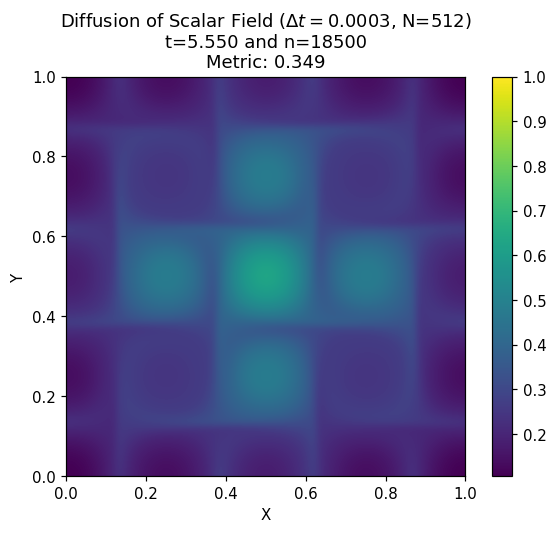 Diffusion of Scalar Field (Δt = 0.0003, N=512)
t=5.550 and n=18500
Metric: 0.349
1.0
0.8
0.6
0.4
0.2
0.0
Y
0.0 0.2 0.4 0.6 0.8 1.0
X
1.0
0.9
0.8
0.7
0.6
0.5
0.4
0.3
0.2